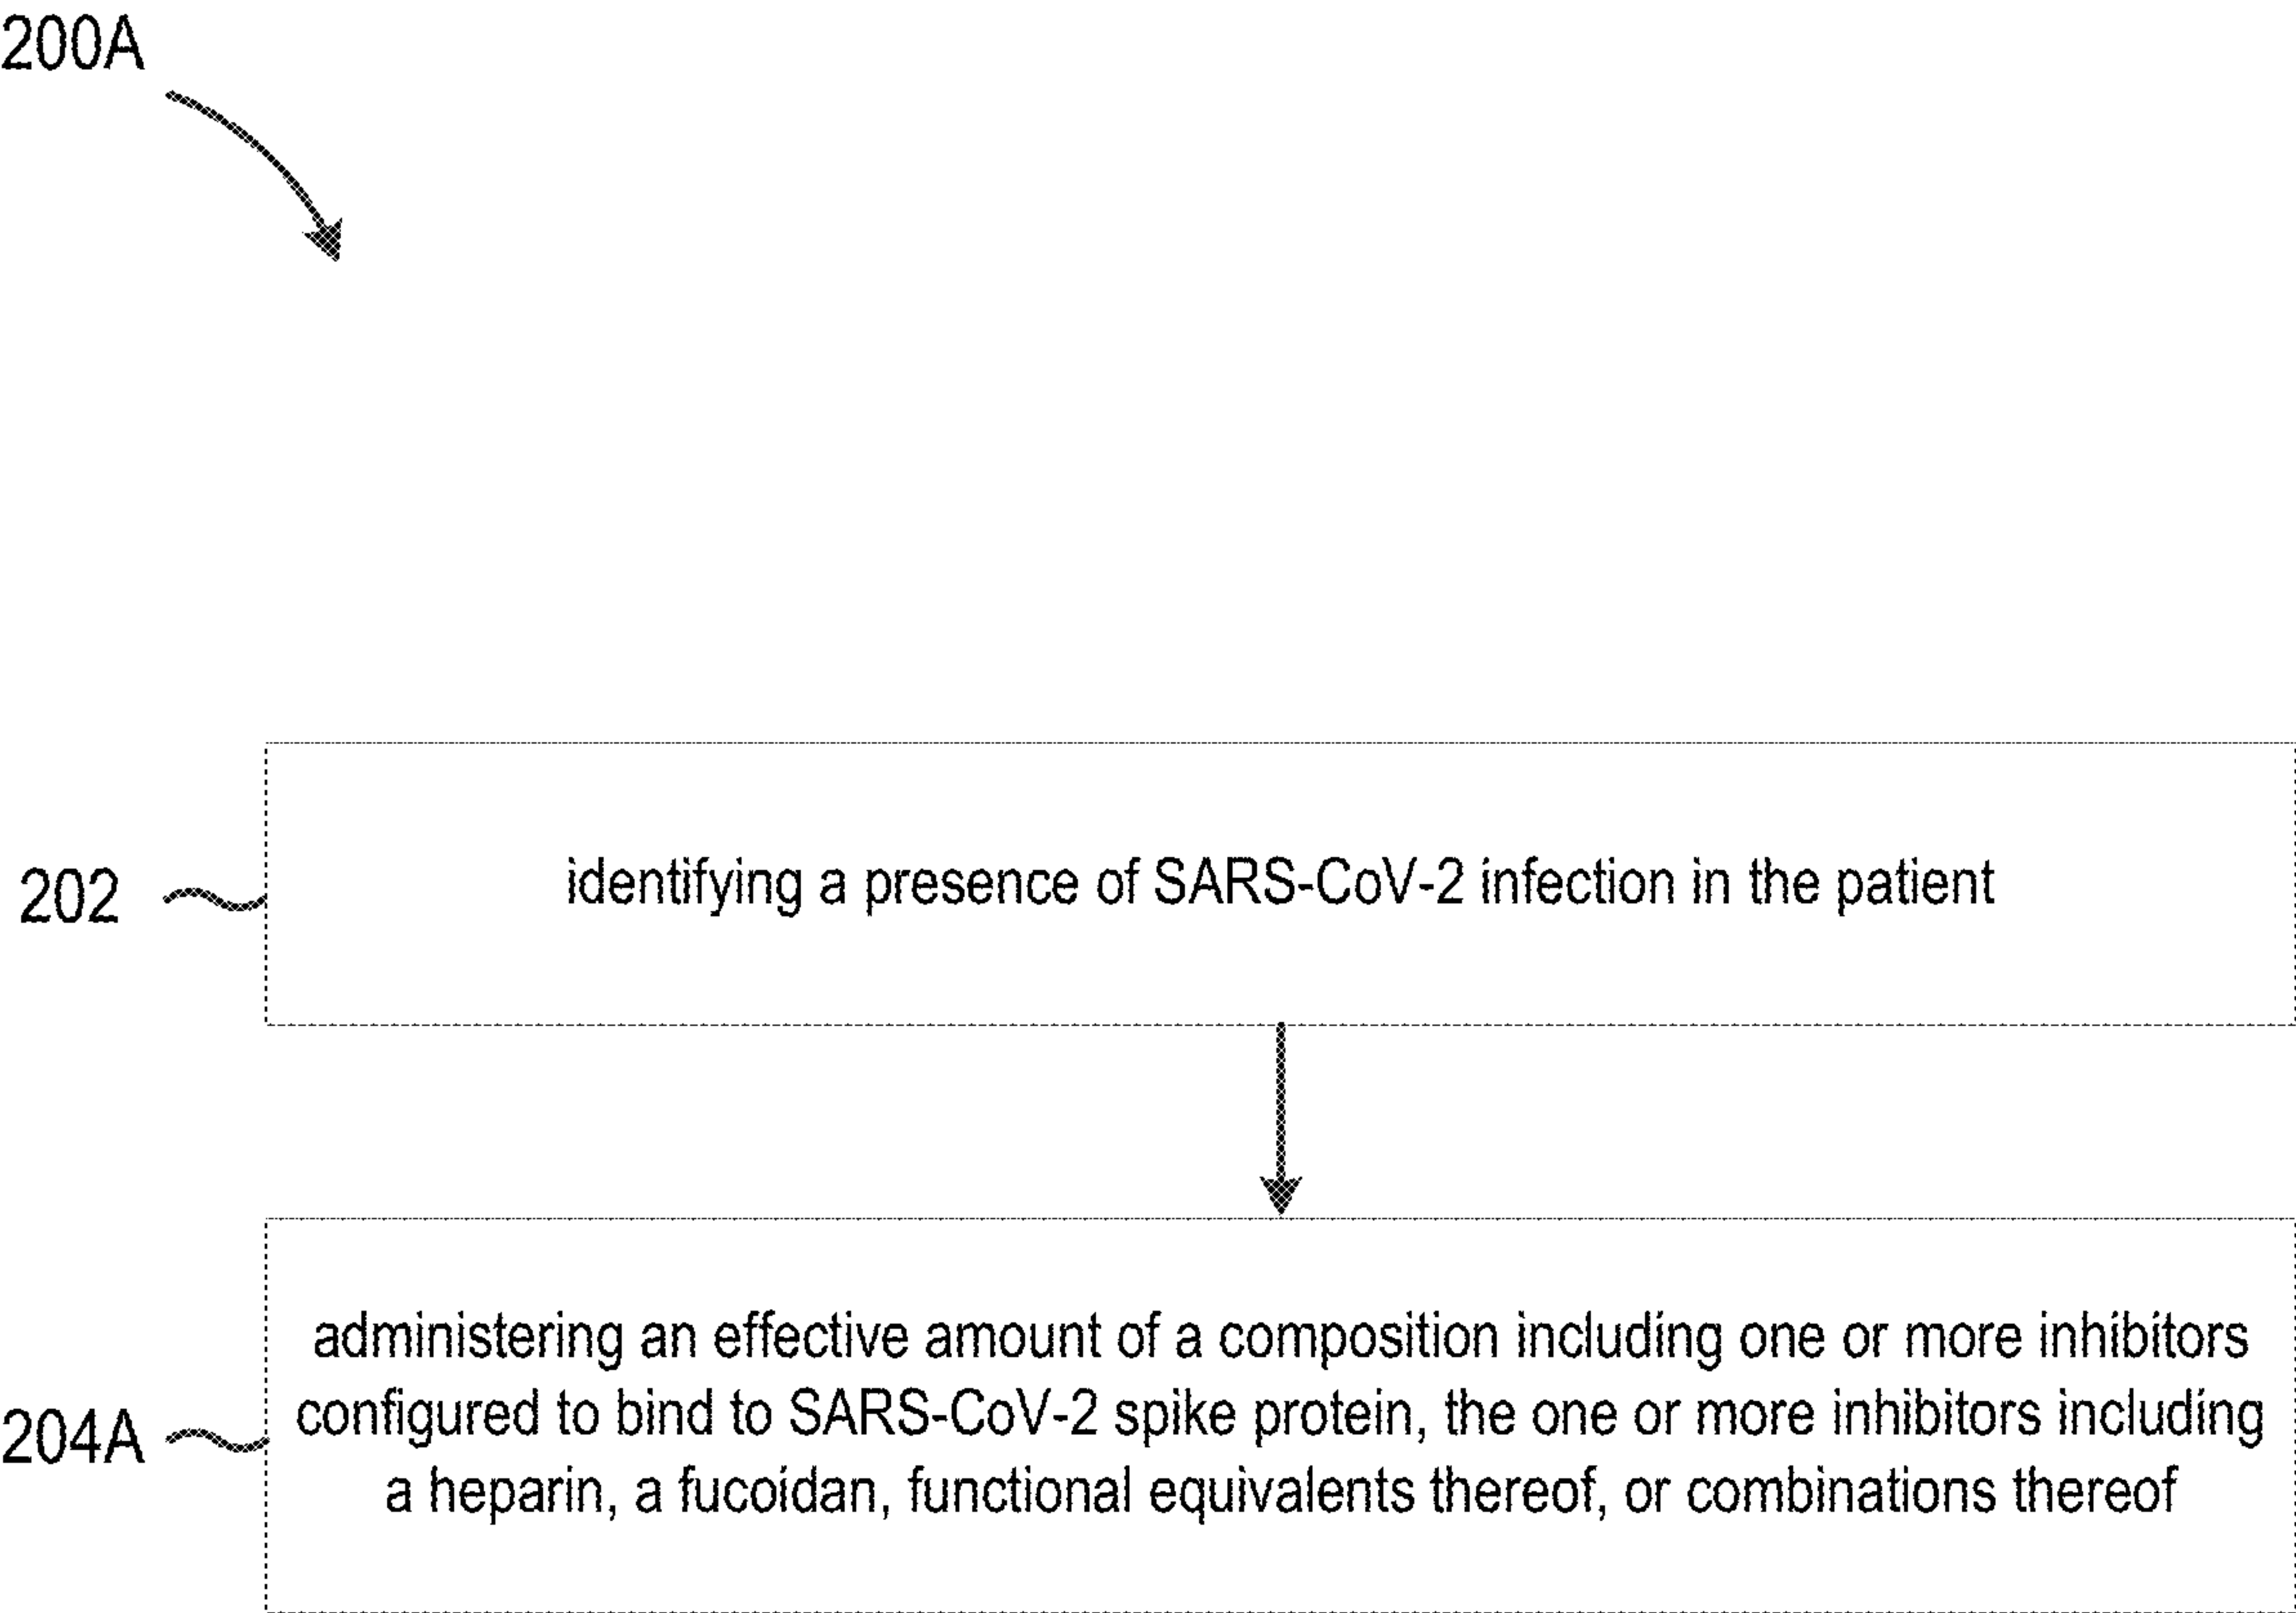 200A
202
identifying a presence of SARS-CoV-2 infection in the patient
204A
administering an effective amount of a composition including one or more inhibitors
configured to bind to SARS-CoV-2 spike protein, the one or more inhibitors including
a heparin, a fucoidan, functional equivalents thereof, or combinations thereof